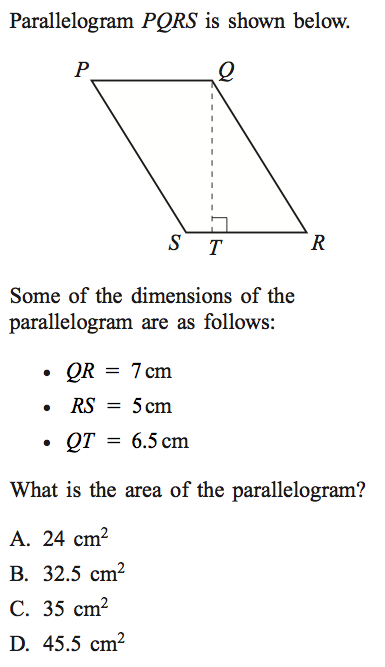 Parallelogram PQRS is shown below.
P Q
S T R
Some of the dimensions of the
parallelogram are as follows:
• QR = 7 cm
• RS = 5 cm
• QT = 6.5 cm
What is the area of the parallelogram?
A. 24 cm²
B. 32.5 cm²
C. 35 cm²
D. 45.5 cm²